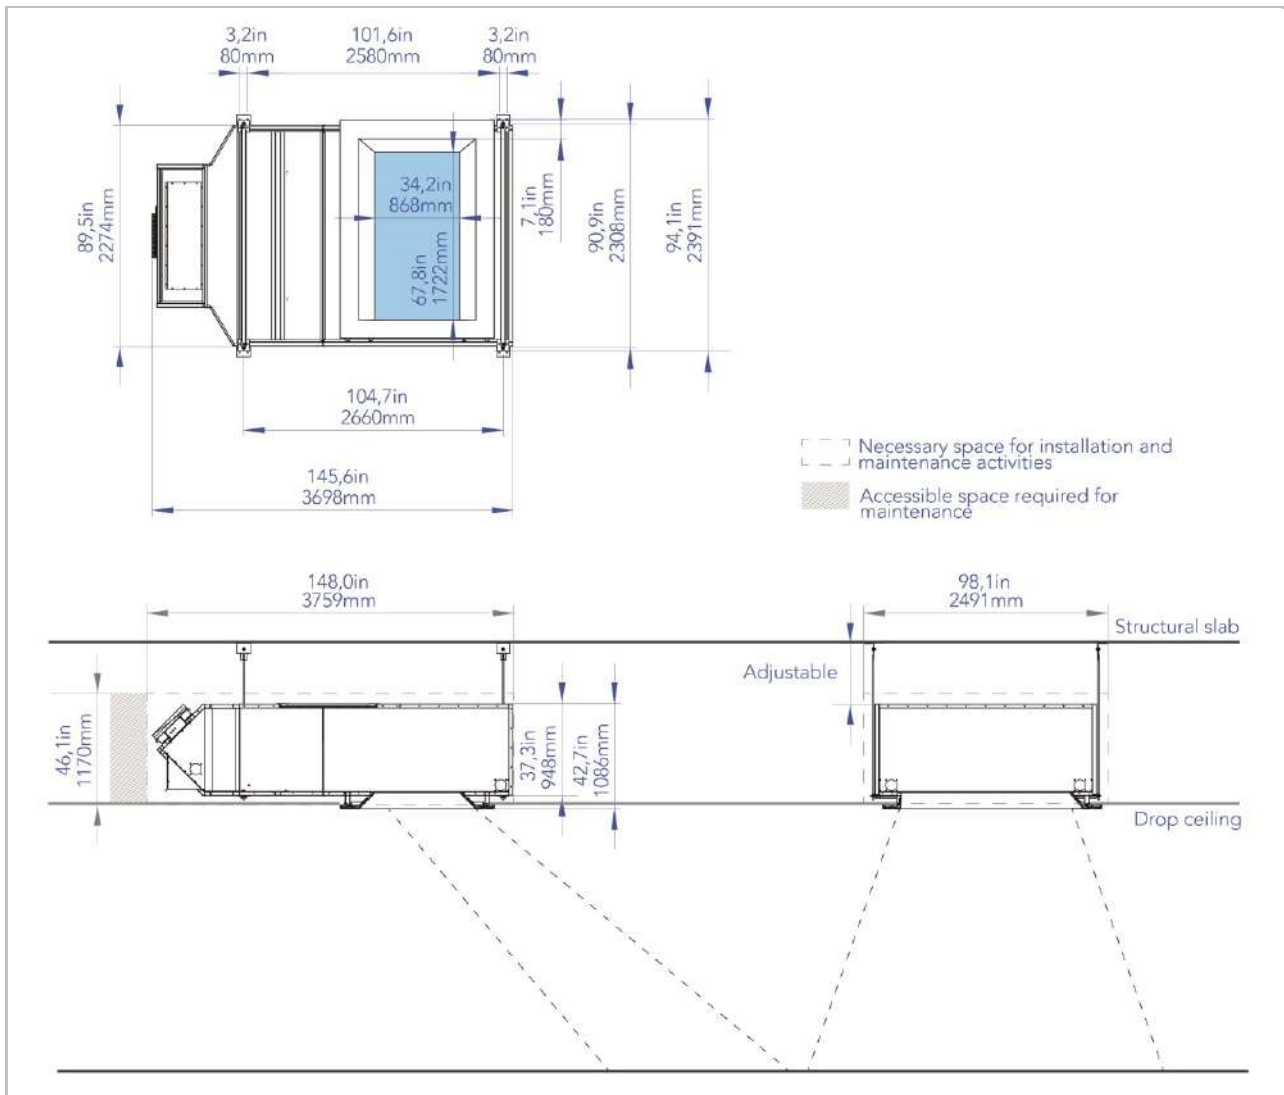 3,2in
80mm
101,6in
2580mm
3,2in
80mm
89,5in
2274mm
34,2in
868mm
67,8in
1722mm
7,1in
180mm
90,9in
2308mm
94,1in
2391mm
104,7in
2660mm
145,6in
3698mm
Necessary space for installation and
maintenance activities
Accessible space required for
maintenance
148,0in
3759mm
98,1in
2491mm
Structural slab
Adjustable
46,1in
1170mm
37,3in
948mm
42,7in
1086mm
Drop ceiling